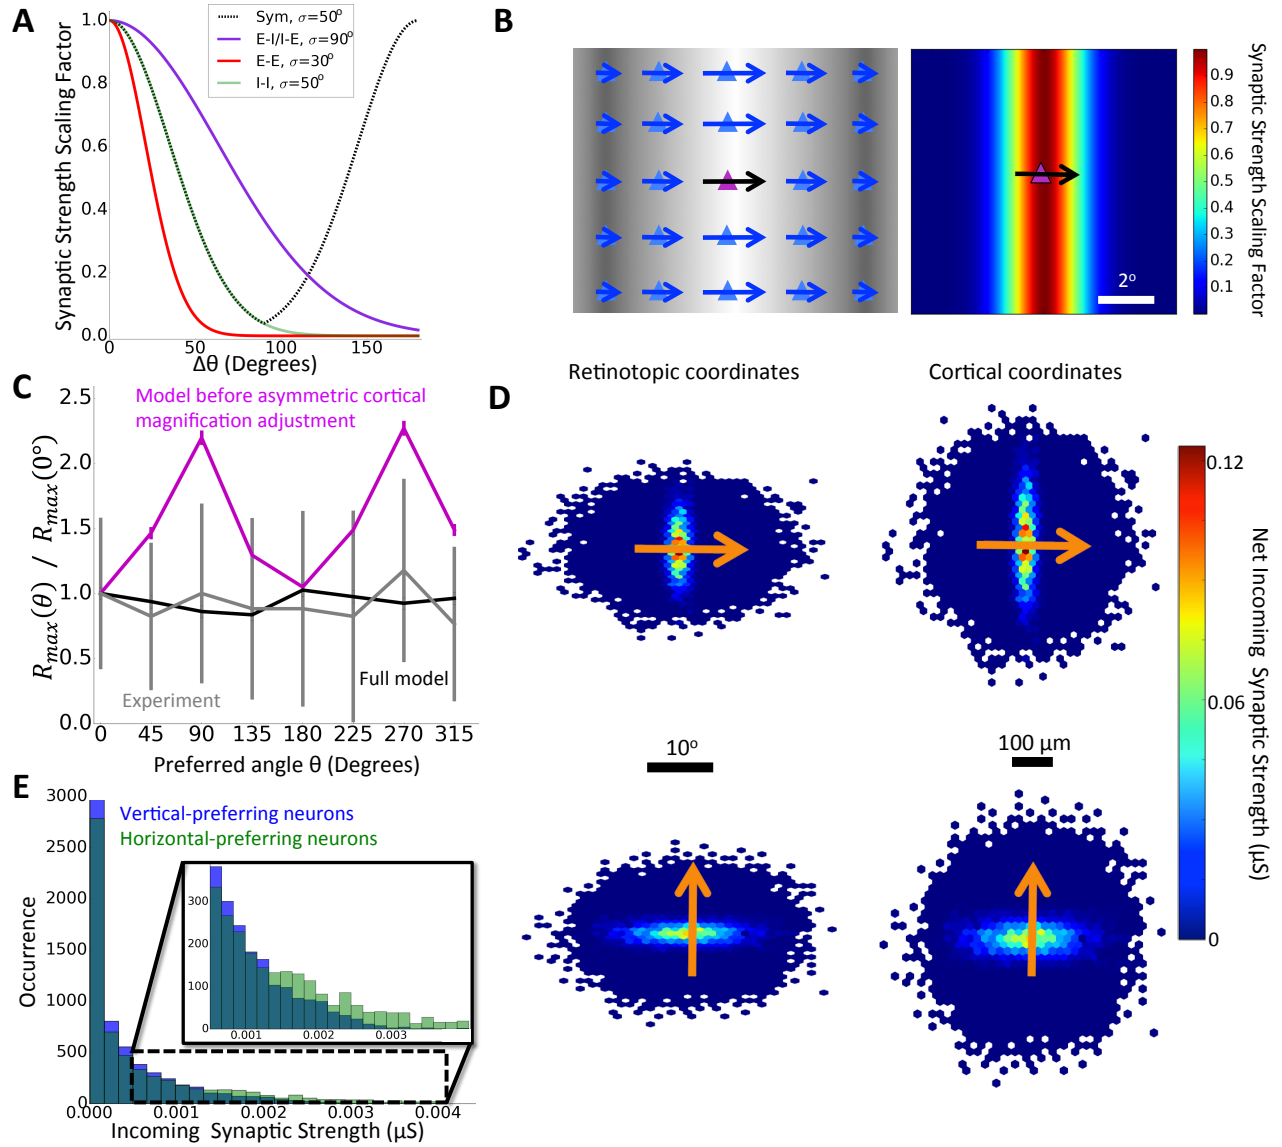 A
Synaptic Strength Scaling Factor
1.0
0.8
0.6
0.4
0.2
0.0
0
50
100
150
Δθ (Degrees)
Sym, σ=50°
E-I/I-E, σ=90°
E-E, σ=30°
I-I, σ=50°
B
2°
0.9
0.8
0.7
0.6
0.5
0.4
0.3
0.2
0.1
Synaptic Strength Scaling Factor
C
Rmax(θ) / Rmax(0°)
2.5
2.0
1.5
1.0
0.5
0.0
Model before asymmetric cortical
magnification adjustment
Experiment
Full model
0
45
90
135
180
225
270
315
Preferred angle θ (Degrees)
Retinotopic coordinates
Cortical coordinates
D
10°
100 μm
0.12
0.06
0
Net Incoming Synaptic Strength (μS)
E
Occurrence
3000
2500
2000
1500
1000
500
0
Vertical-preferring neurons
Horizontal-preferring neurons
300
200
100
0
0.001
0.002
0.003
0.000
0.001
0.002
0.003
0.004
Incoming Synaptic Strength (μS)